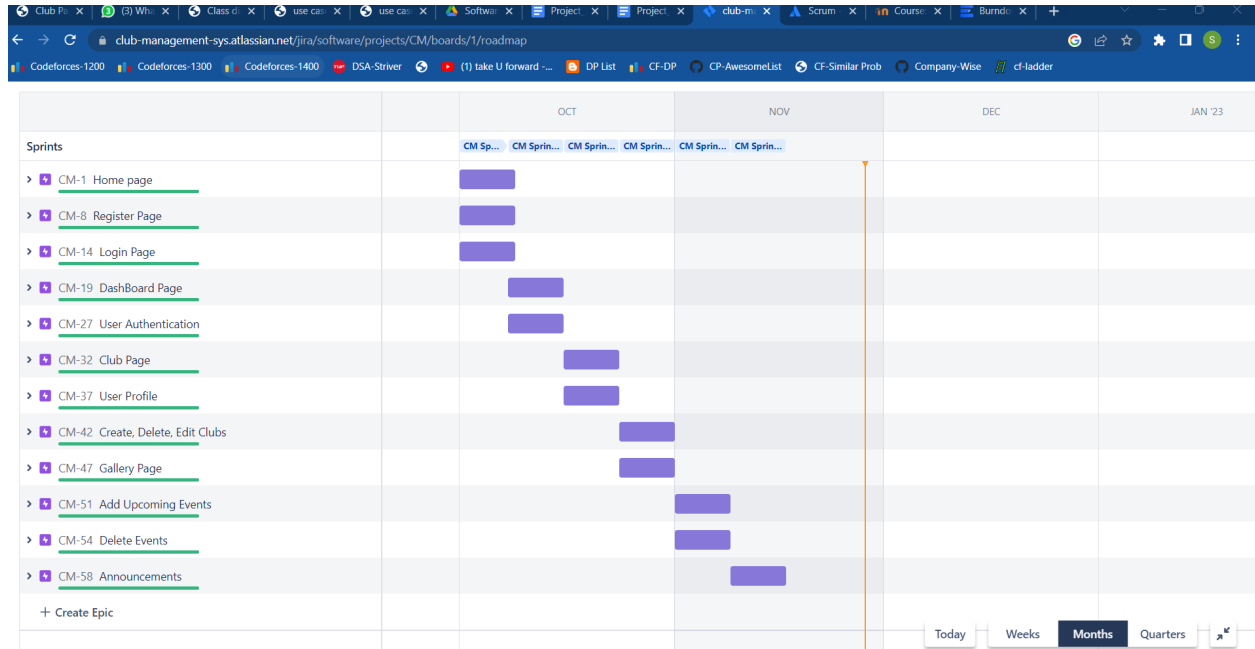 Club Pa (3) Wha Class di use cas use cas Softwar Project_ Project_ club-m Scrum Course: Burndo
club-management-sys.atlassian.net/jira/software/projects/CM/boards/1/roadmap S
Codeforces-1200 Codeforces-1300 Codeforces-1400 DSA-Striver (1) take U forward -... DP List CF-DP CP-AwesomeList CF-Similar Prob Company-Wise cf-ladder
OCT NOV DEC JAN '23
Sprints CM Sp... CM Sprin... CM Sprin... CM Sprin... CM Sprin... CM Sprin...
CM-1 Home page
CM-8 Register Page
CM-14 Login Page
CM-19 DashBoard Page
CM-27 User Authentication
CM-32 Club Page
CM-37 User Profile
CM-42 Create, Delete, Edit Clubs
CM-47 Gallery Page
CM-51 Add Upcoming Events
CM-54 Delete Events
CM-58 Announcements
+ Create Epic
Today Weeks Months Quarters